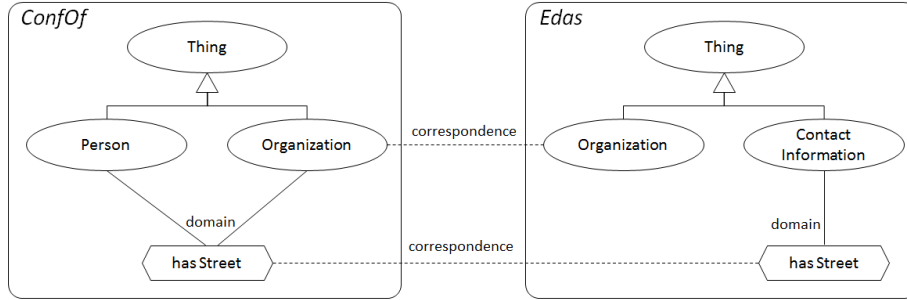 ConfOf
Edas
Thing
Thing
Person
Organization
correspondence
Organization
Contact
Information
domain
domain
has Street
correspondence
has Street